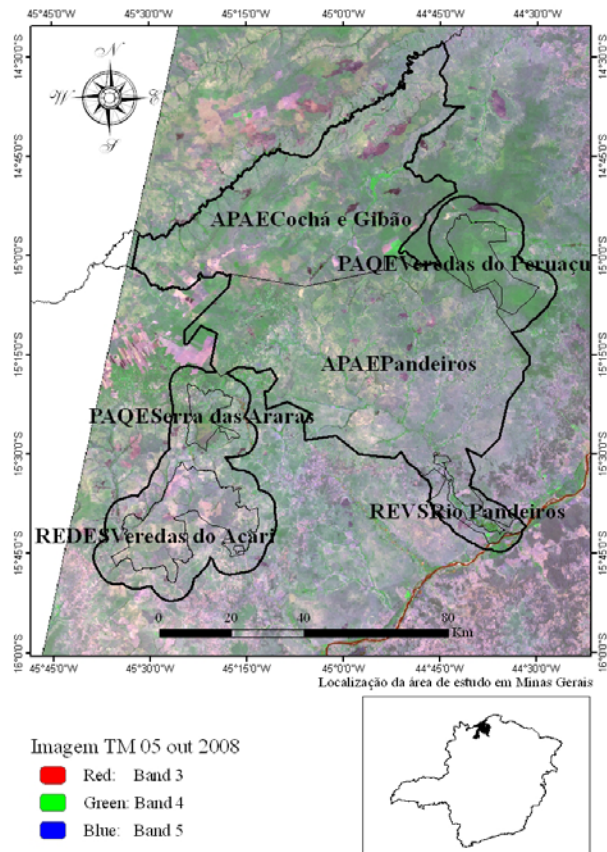 45°45'0"W 45°30'0"W 45°15'0"W 45°0'0"W 44°45'0"W 44°30'0"W
14°30'0"S 14°30'0"S
N
W E
S
14°45'0"S 14°45'0"S
APAECochá e Gibão
15°0'0"S 15°0'0"S
PAQEVeredas do Peruaçu
15°15'0"S 15°15'0"S
APAEPandeiros
PAQESerra das Araras
15°30'0"S 15°30'0"S
REVSRio Pandeiros
REDESVeredas do Acari
15°45'0"S 15°45'0"S
0 20 40 80
Km
16°0'0"S 16°0'0"S
45°45'0"W 45°30'0"W 45°15'0"W 45°0'0"W 44°45'0"W 44°30'0"W
Localização da área de estudo em Minas Gerais
Imagem TM 05 out 2008
Red: Band 3
Green: Band 4
Blue: Band 5